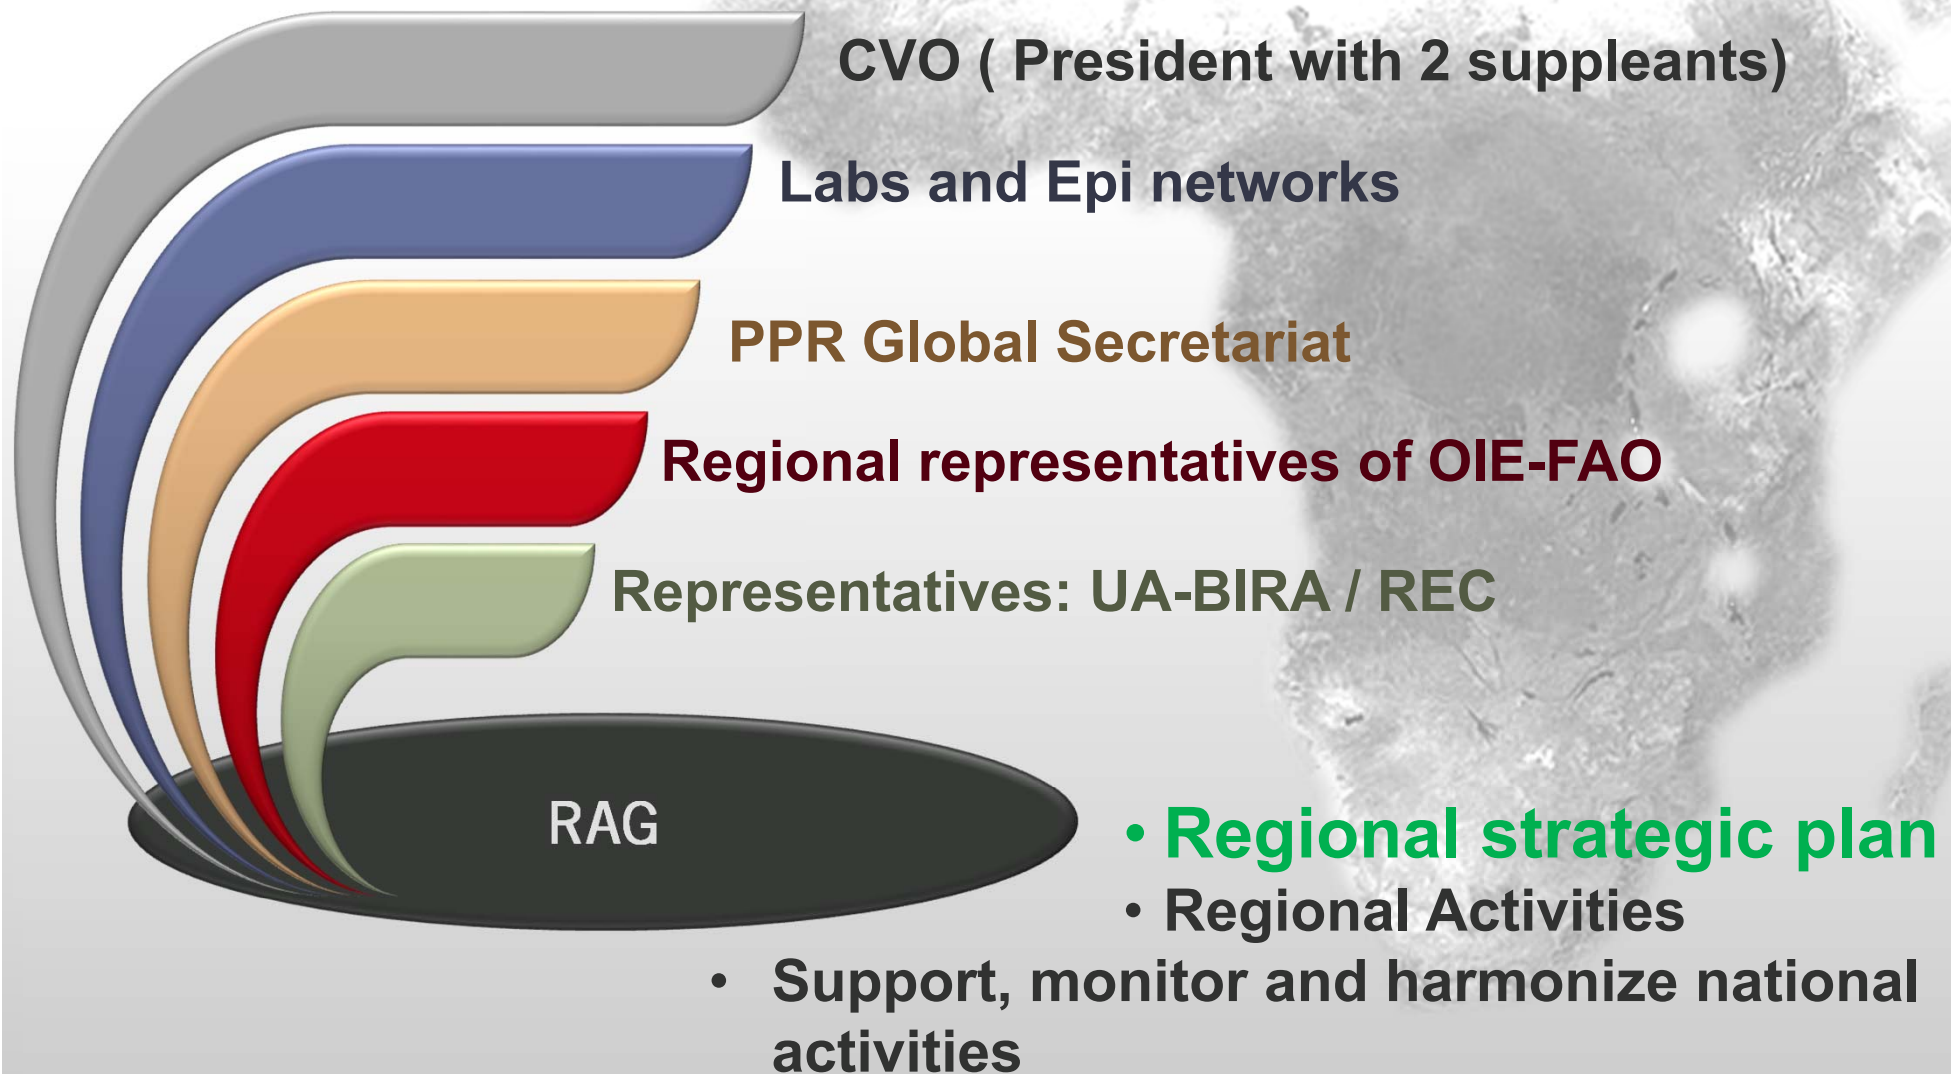 CVO ( President with 2 suppleants)
Labs and Epi networks
PPR Global Secretariat
Regional representatives of OIE-FAO
Representatives: UA-BIRA / REC
RAG
• Regional strategic plan
• Regional Activities
• Support, monitor and harmonize national
activities